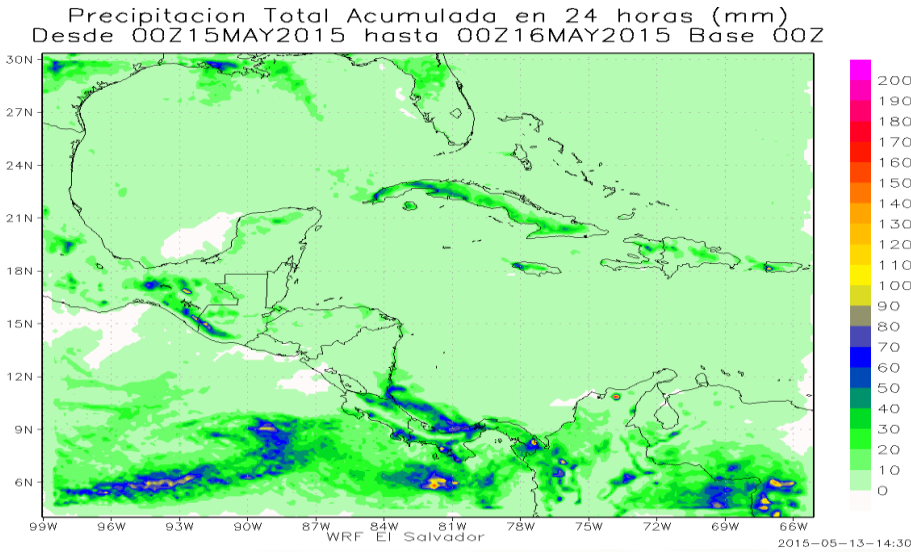 Precipitacion Total Acumulada en 24 horas (mm)
Desde 00Z15MAY2015 hasta 00Z16MAY2015 Base 00Z
30N
27N
24N
21N
18N
15N
12N
9N
6N
99W 96W 93W 90W 87W 84W 81W 78W 75W 72W 69W 66W
200
190
180
170
160
150
140
130
120
110
100
90
80
70
60
50
40
30
20
10
0
WRF El Salvador
2015-05-13-14:30